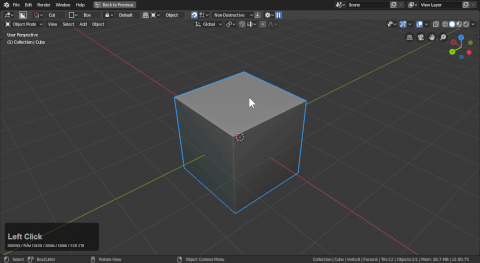 File Edit Render Window Help Back to Previous Scene View Layer
Cut Box Default Object Non-Destructive
Object Mode View Select Add Object Global
User Perspective
(1) Collection | Cube
Left Click
Select BoxCutter Rotate View Object Context Menu Collection | Cube | Verts:8 | Faces:6 | Tris:12 | Objects:1/1 | Mem: 28.7 MB | v2.80.75